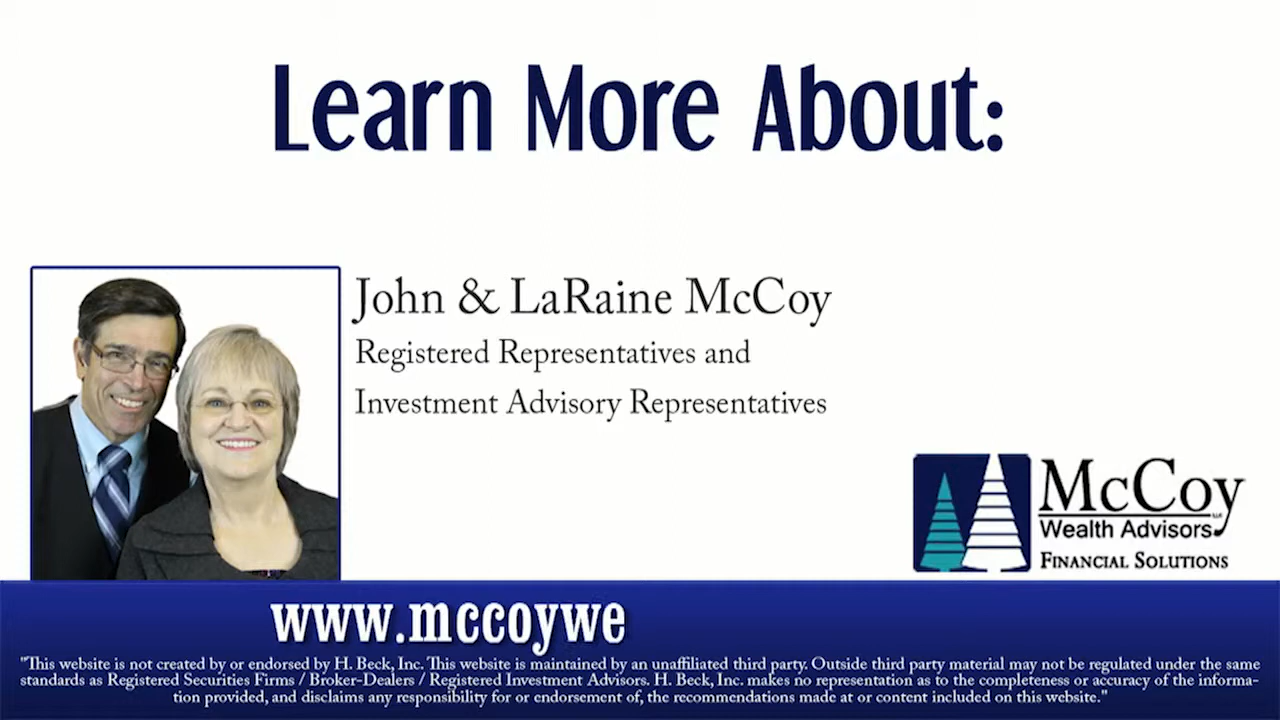 Learn More About:
John & LaRaine McCoy
Registered Representatives and
Investment Advisory Representatives
McCoy
Wealth Advisors
LLC
FINANCIAL SOLUTIONS
www.mccoywe
"This website is not created by or endorsed by H. Beck, Inc. This website is maintained by an unaffiliated third party. Outside third party material may not be regulated under the same
standards as Registered Securities Firms / Broker-Dealers / Registered Investment Advisors. H. Beck, Inc. makes no representation as to the completeness or accuracy of the informa-
tion provided, and disclaims any responsibility for or endorsement of, the recommendations made at or content included on this website."